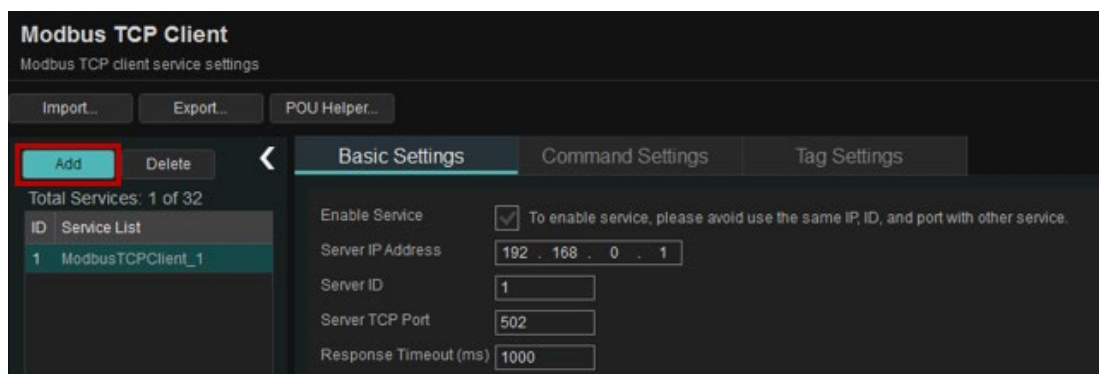 Modbus TCP Client
Modbus TCP client service settings
Import... Export... POU Helper...
Add Delete
Basic Settings Command Settings Tag Settings
Total Services: 1 of 32
ID Service List
1 ModbusTCPClient_1
Enable Service To enable service, please avoid use the same IP, ID, and port with other service.
Server IP Address 192 . 168 . 0 . 1
Server ID 1
Server TCP Port 502
Response Timeout (ms) 1000